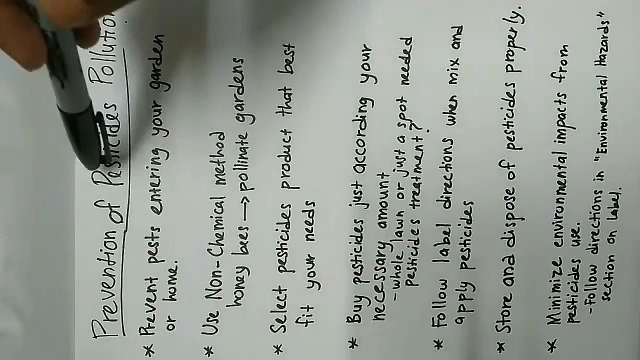 Prevention of Pesticides Pollution
* Prevent pests entering your garden
or home.
* Use Non-Chemical method
honey bees → pollinate gardens
* Select pesticides product that best
fit your needs
* Buy pesticides just according your
necessary amount
- whole lawn or just a spot needed
pesticides treatment?
* Follow label directions when mix and
apply pesticides
* Store and dispose of pesticides properly.
* Minimize environmental impacts from
pesticides use.
- Follow directions in "Environmental Hazards"
section on label.